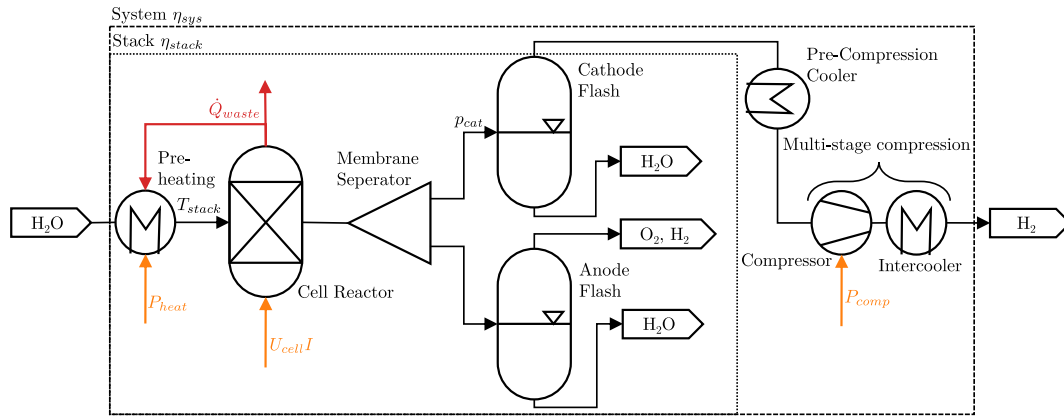 System η_sys
Stack η_stack
Cathode
Flash
Pre-Compression
Cooler
Q̇_waste
p_cat
Pre-
heating
Membrane
Seperator
H₂O
Multi-stage compression
H₂O
T_stack
O₂, H₂
H₂
Compressor
Intercooler
Anode
Flash
Cell Reactor
P_heat
P_comp
H₂O
U_cell I